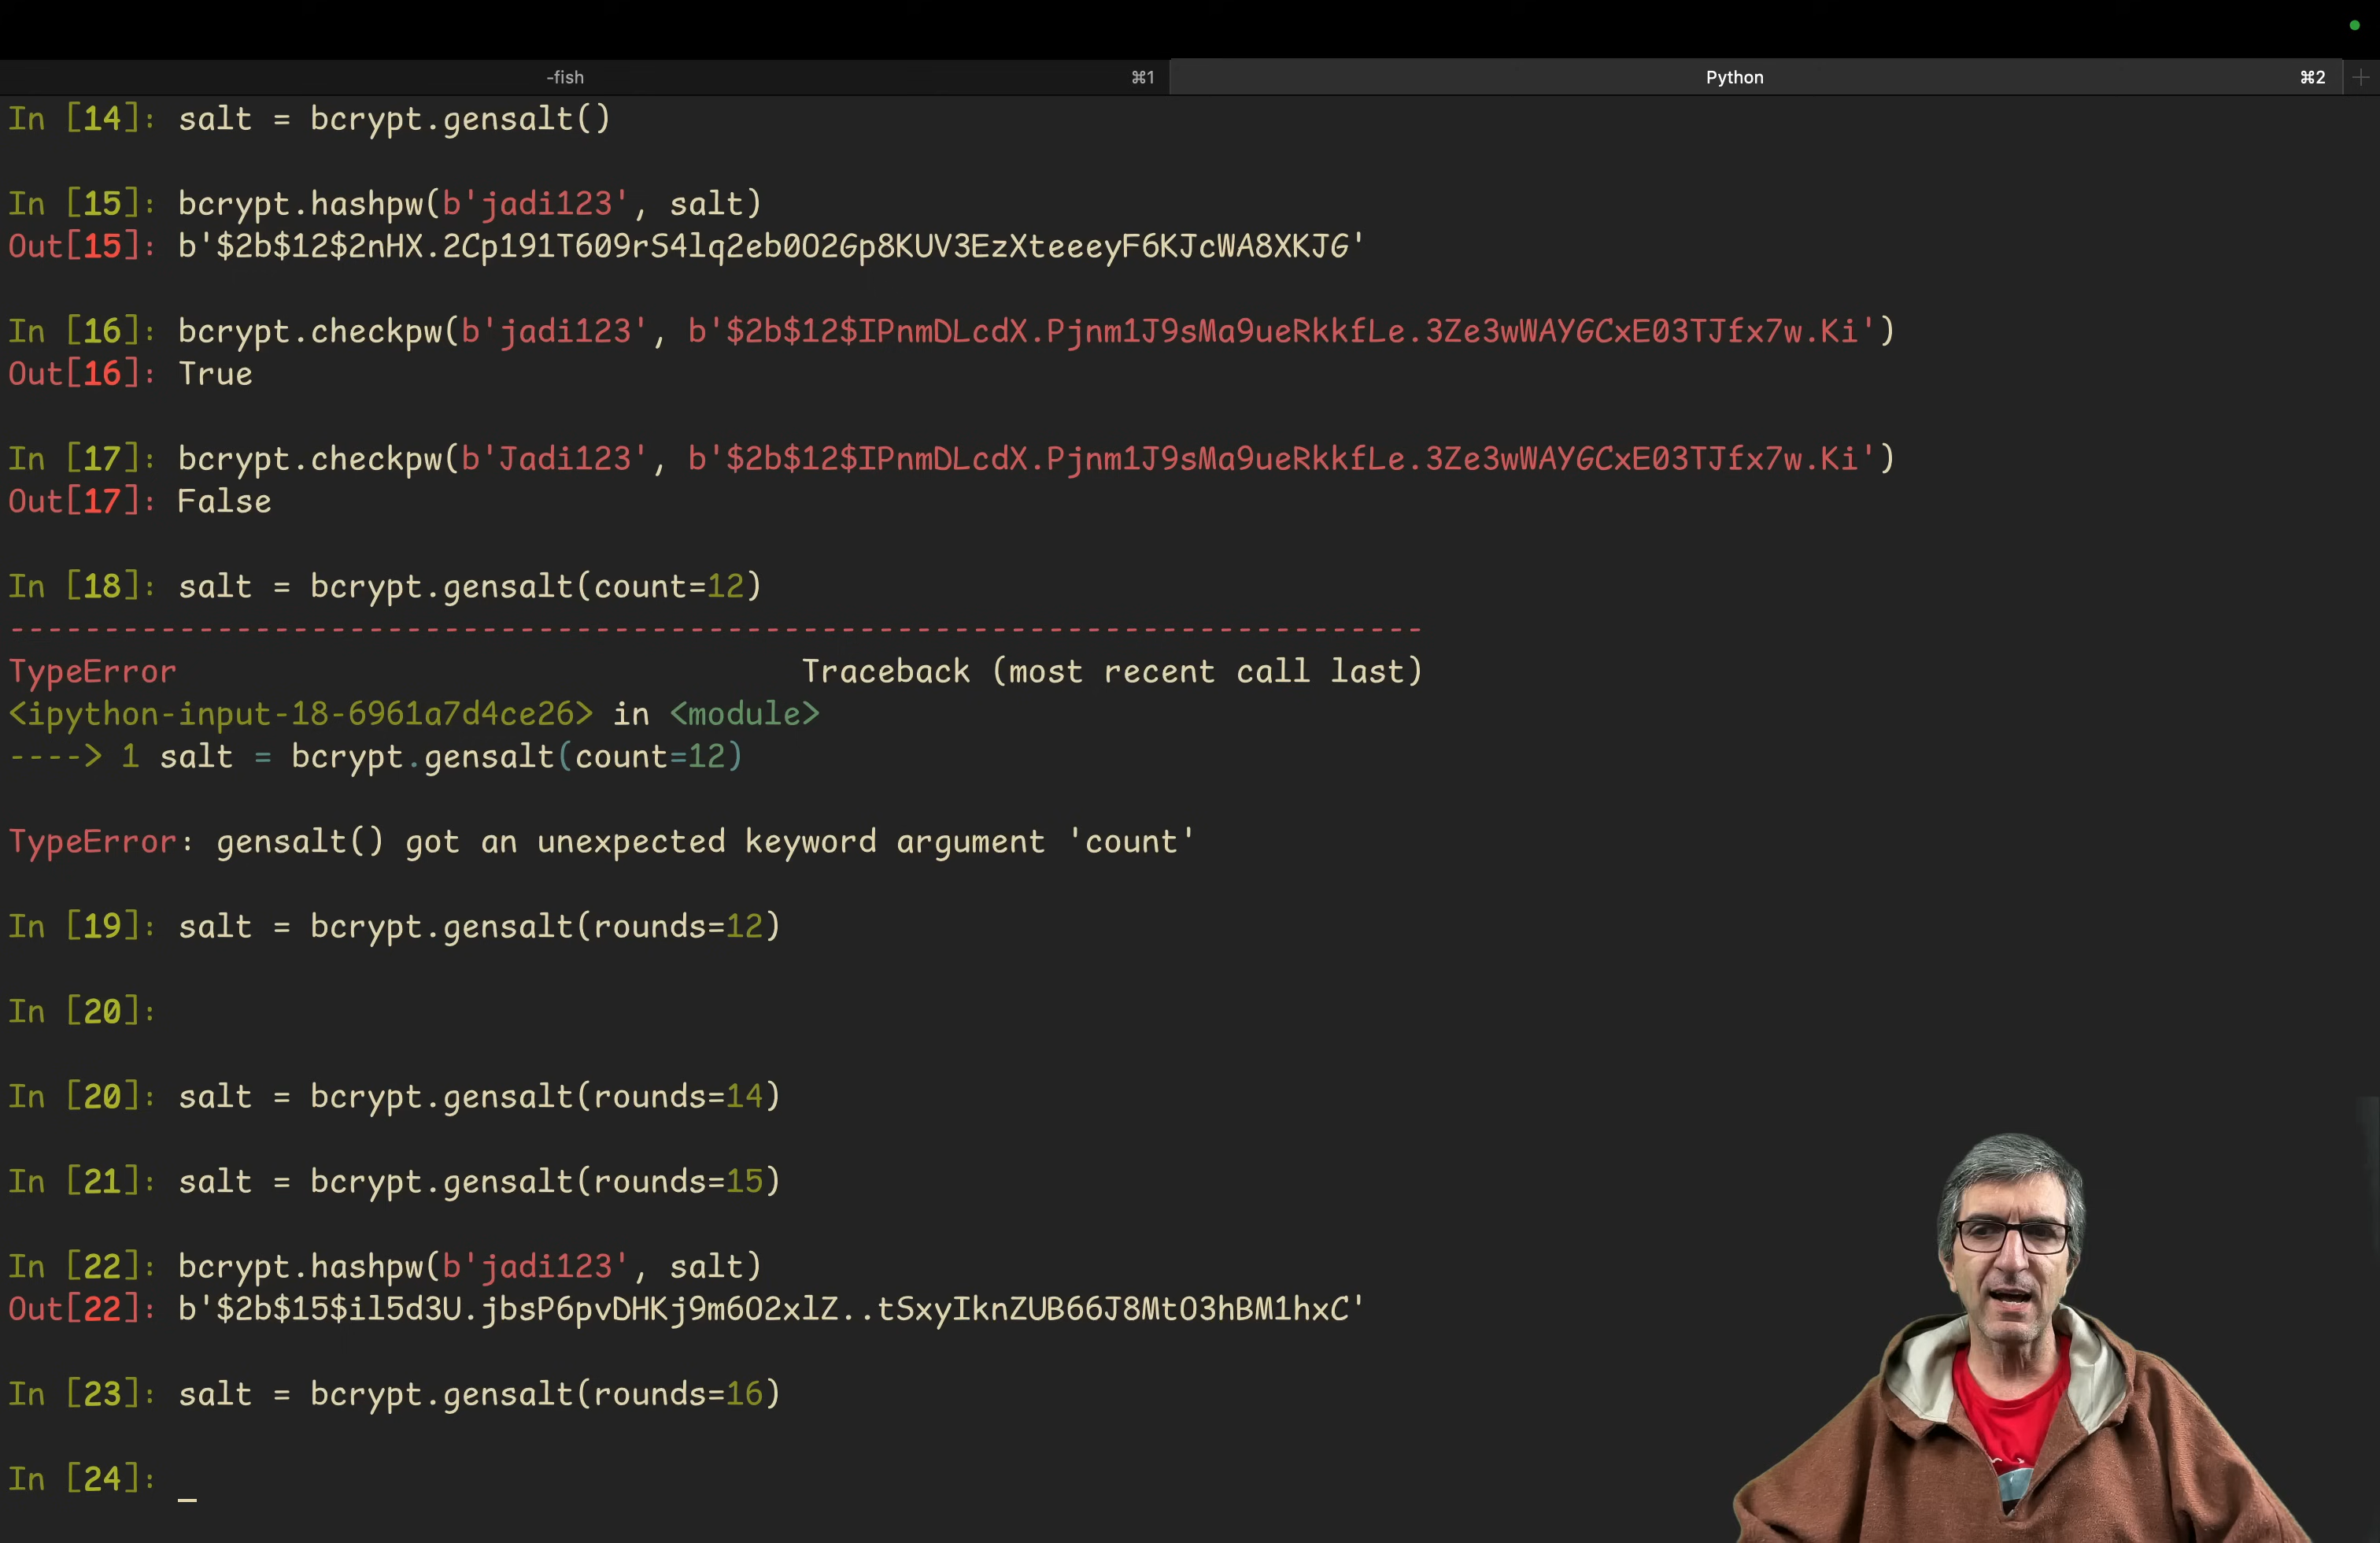 -fish ⌘1 Python ⌘2 +
In [14]: salt = bcrypt.gensalt()
In [15]: bcrypt.hashpw(b'jadi123', salt)
Out[15]: b'$2b$12$2nHX.2Cp191T609rS4lq2eb0O2Gp8KUV3EzXteeeyF6KJcWA8XKJG'
In [16]: bcrypt.checkpw(b'jadi123', b'$2b$12$IPnmDLcdX.Pjnm1J9sMa9ueRkkfLe.3Ze3wWAYGCxE03TJfx7w.Ki')
Out[16]: True
In [17]: bcrypt.checkpw(b'Jadi123', b'$2b$12$IPnmDLcdX.Pjnm1J9sMa9ueRkkfLe.3Ze3wWAYGCxE03TJfx7w.Ki')
Out[17]: False
In [18]: salt = bcrypt.gensalt(count=12)
---------------------------------------------------------------------------
TypeError Traceback (most recent call last)
<ipython-input-18-6961a7d4ce26> in <module>
----> 1 salt = bcrypt.gensalt(count=12)
TypeError: gensalt() got an unexpected keyword argument 'count'
In [19]: salt = bcrypt.gensalt(rounds=12)
In [20]:
In [20]: salt = bcrypt.gensalt(rounds=14)
In [21]: salt = bcrypt.gensalt(rounds=15)
In [22]: bcrypt.hashpw(b'jadi123', salt)
Out[22]: b'$2b$15$il5d3U.jbsP6pvDHKj9m6O2xlZ..tSxyIknZUB66J8MtO3hBM1hxC'
In [23]: salt = bcrypt.gensalt(rounds=16)
In [24]: _